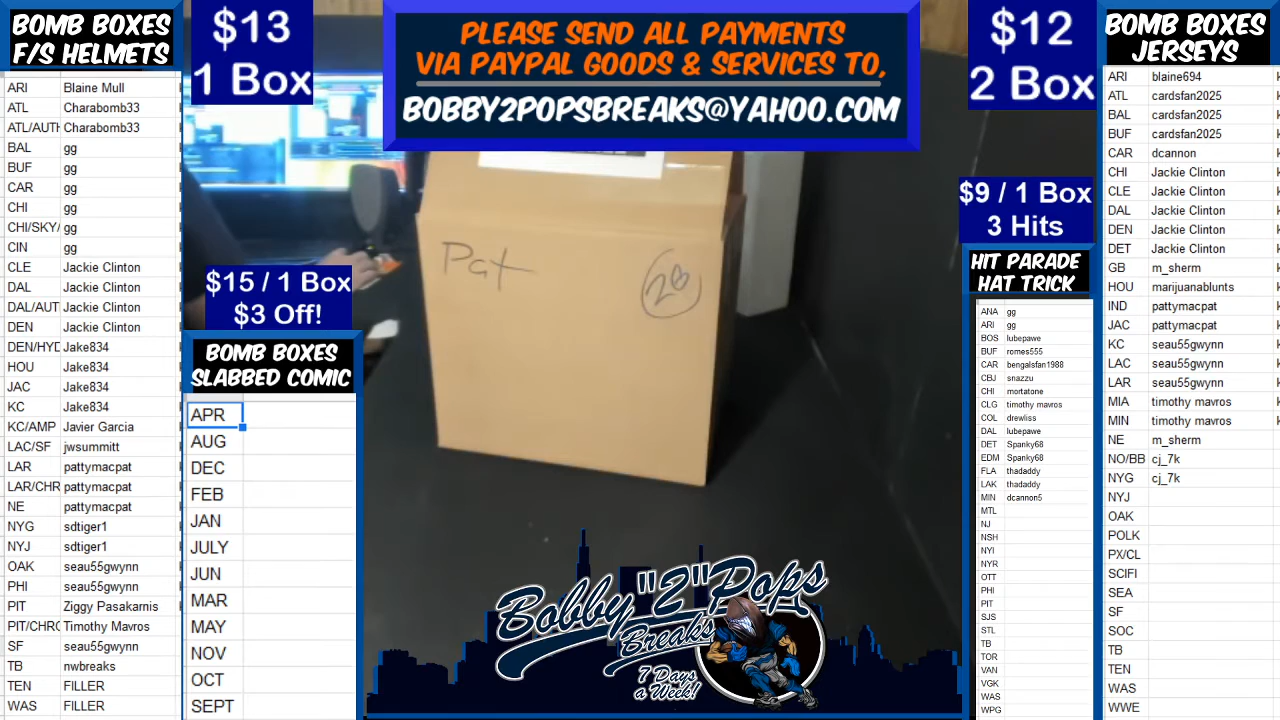 BOMB BOXES
F/S HELMETS
ARI Blaine Mull
ATL Charabomb33
ATL/AUTH Charabomb33
BAL gg
BUF gg
CAR gg
CHI gg
CHI/SKY/ gg
CIN gg
CLE Jackie Clinton
DAL Jackie Clinton
DAL/AUT Jackie Clinton
DEN Jackie Clinton
DEN/HYD Jake834
HOU Jake834
JAC Jake834
KC Jake834
KC/AMP Javier Garcia
LAC/SF jwsummitt
LAR pattymacpat
LAR/CHR pattymacpat
NE pattymacpat
NYG sdtiger1
NYJ sdtiger1
OAK seau55gwynn
PHI seau55gwynn
PIT Ziggy Pasakarnis
PIT/CHRO Timothy Mavros
SF seau55gwynn
TB nwbreaks
TEN FILLER
WAS FILLER
$13
1 Box
$15 / 1 Box
$3 Off!
BOMB BOXES
SLABBED COMIC
APR
AUG
DEC
FEB
JAN
JULY
JUN
MAR
MAY
NOV
OCT
SEPT
PLEASE SEND ALL PAYMENTS
VIA PAYPAL GOODS & SERVICES TO,
BOBBY2POPSBREAKS@YAHOO.COM
Pat
Bobby "2" Pops
Breaks
7 Days
a Week!
$12
2 Box
$9 / 1 Box
3 Hits
HIT PARADE
HAT TRICK
ANA gg
ARI gg
BOS lubepawe
BUF romes555
CAR bengalsfan1988
CBJ snazzu
CHI mortatone
CLG timothy mavros
COL drewliss
DAL lubepawe
DET Spanky68
EDM Spanky68
FLA thadaddy
LAK thadaddy
MIN dcannon5
MTL
NJ
NSH
NYI
NYR
OTT
PHI
PIT
SJS
STL
TB
TOR
VAN
VGK
WAS
WPG
BOMB BOXES
JERSEYS
ARI blaine694
ATL cardsfan2025
BAL cardsfan2025
BUF cardsfan2025
CAR dcannon
CHI Jackie Clinton
CLE Jackie Clinton
DAL Jackie Clinton
DEN Jackie Clinton
DET Jackie Clinton
GB m_sherm
HOU marijuanablunts
IND pattymacpat
JAC pattymacpat
KC seau55gwynn
LAC seau55gwynn
LAR seau55gwynn
MIA timothy mavros
MIN timothy mavros
NE m_sherm
NO/BB cj_7k
NYG cj_7k
NYJ
OAK
POLK
PX/CL
SCIFI
SEA
SF
SOC
TB
TEN
WAS
WWE